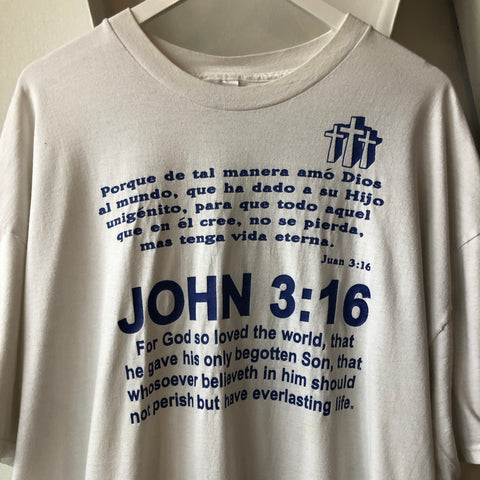 Porque de tal manera amó Dios
al mundo, que ha dado a su Hijo
unigénito, para que todo aquel
que en él cree, no se pierda,
mas tenga vida eterna.
Juan 3:16
JOHN 3:16
For God so loved the world, that
he gave his only begotten Son, that
whosoever believeth in him should
not perish but have everlasting life.